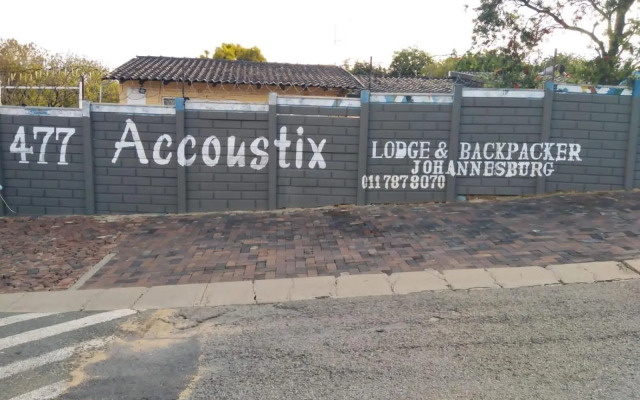 477 Accoustix
LODGE & BACKPACKER
JOHANNESBURG
011 787 8070